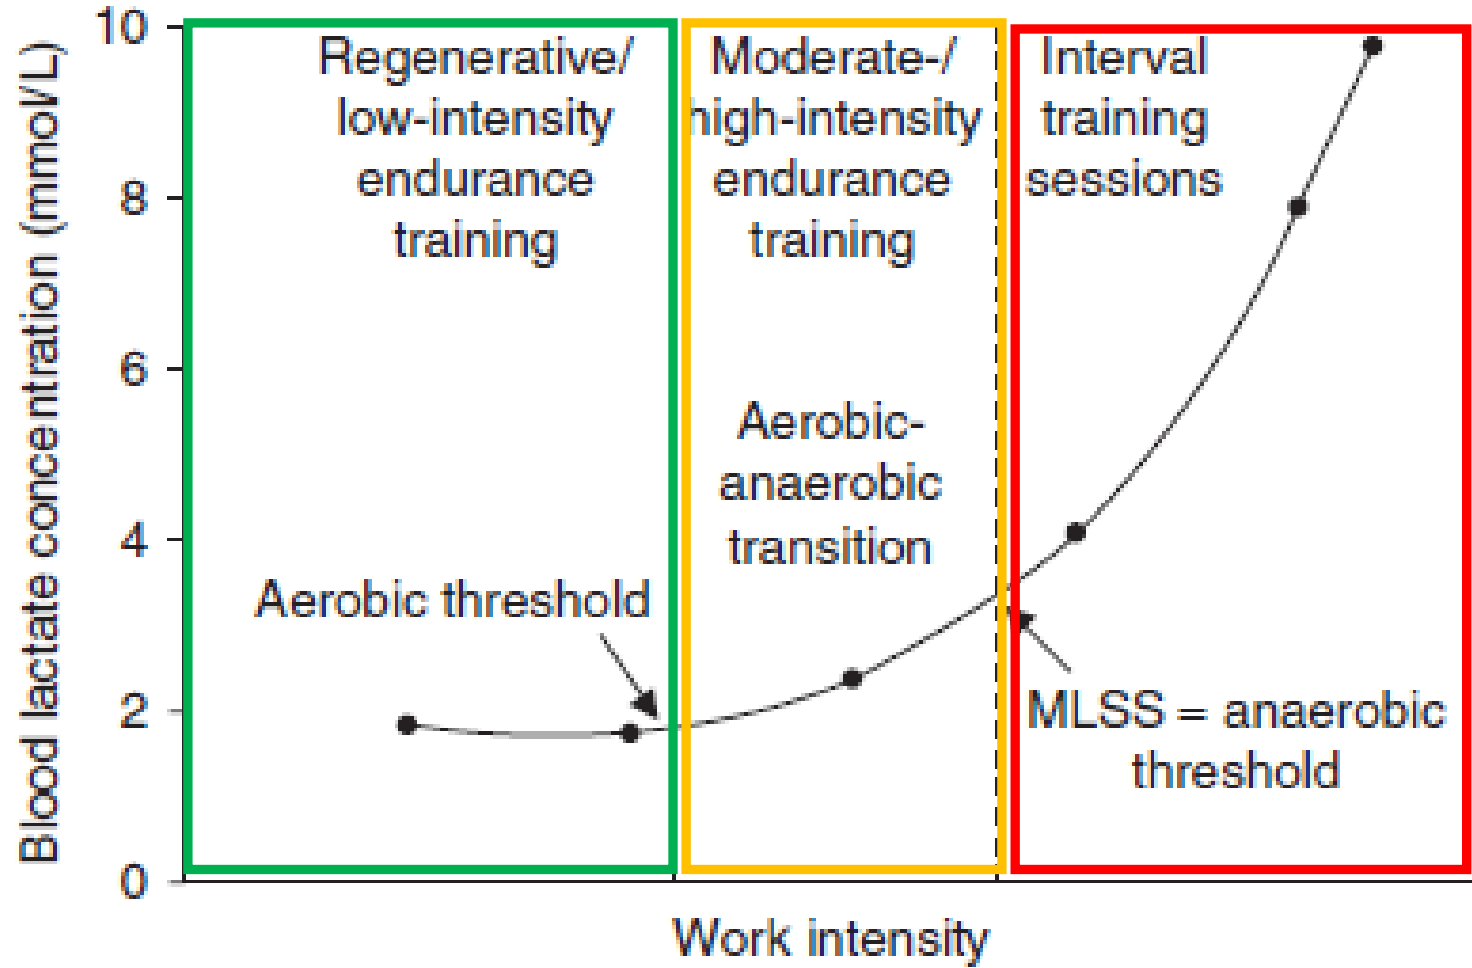 Blood lactate concentration (mmol/L)
10
8
6
4
2
0
Regenerative/
low-intensity
endurance
training
Moderate-/
high-intensity
endurance
training
Interval
training
sessions
Aerobic-
anaerobic
transition
Aerobic threshold
MLSS = anaerobic
threshold
Work intensity